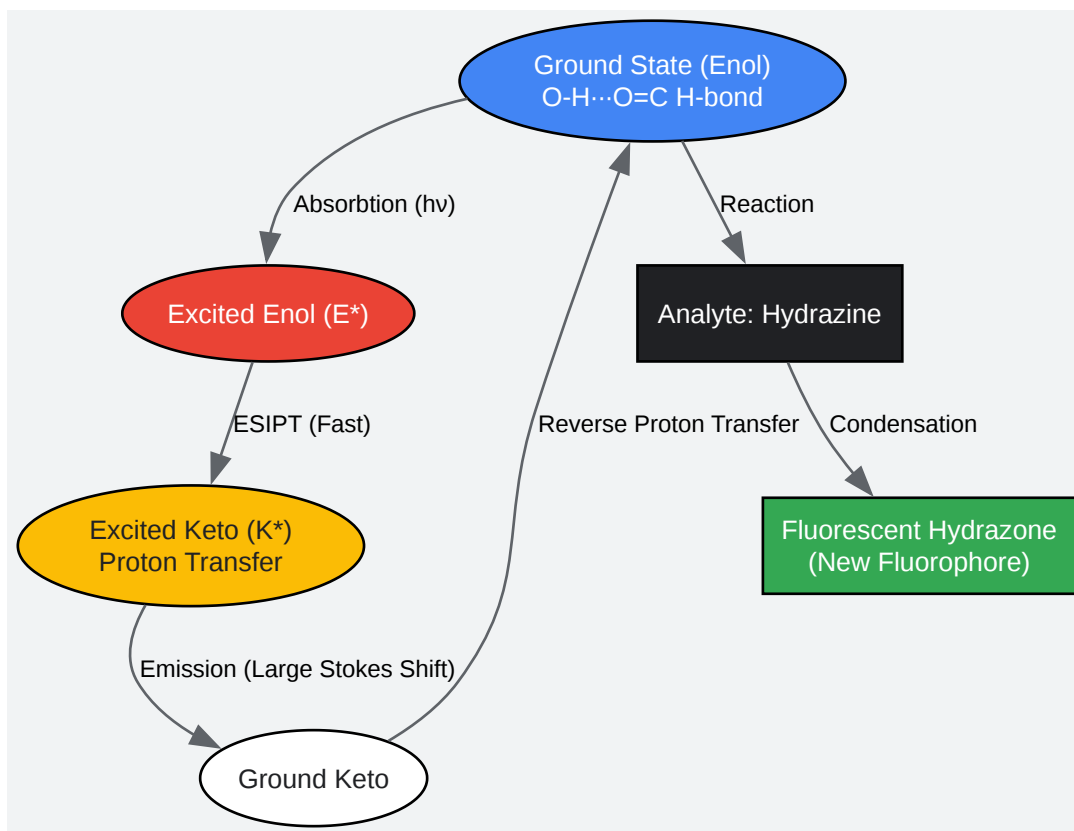 Ground State (Enol)
O-H···O=C H-bond
Absorbtion (hν)
Reaction
Excited Enol (E*)
Analyte: Hydrazine
ESIPT (Fast)
Reverse Proton Transfer
Condensation
Excited Keto (K*)
Proton Transfer
Fluorescent Hydrazone
(New Fluorophore)
Emission (Large Stokes Shift)
Ground Keto